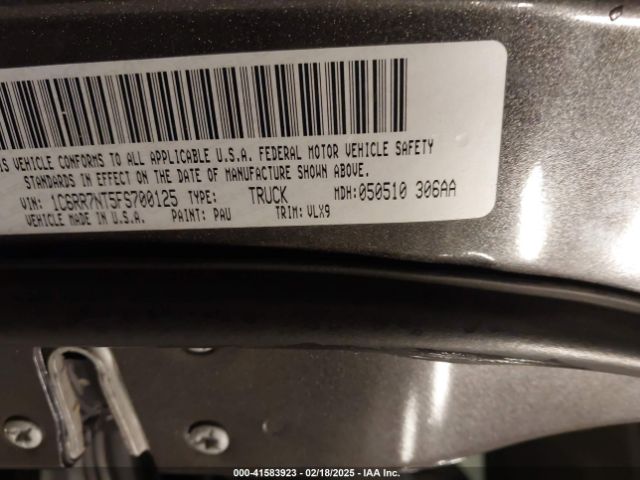 IS VEHICLE CONFORMS TO ALL APPLICABLE U.S.A. FEDERAL MOTOR VEHICLE SAFETY
STANDARDS IN EFFECT ON THE DATE OF MANUFACTURE SHOWN ABOVE.
VIN: 1C6RR7NT5FS700125 TYPE: TRUCK MDH: 050510 306AA
VEHICLE MADE IN U.S.A. PAINT: PAU TRIM: VLX9
000-41583923 - 02/18/2025 - IAA Inc.